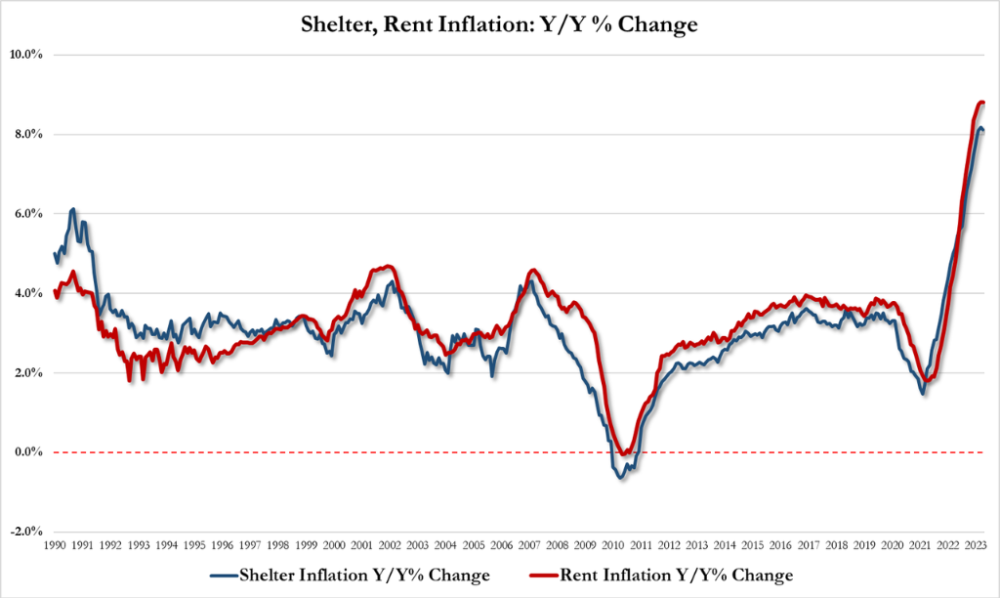 Shelter, Rent Inflation: Y/Y % Change
10.0%
8.0%
6.0%
4.0%
2.0%
0.0%
-2.0%
1990 1991 1992 1993 1994 1995 1996 1997 1998 1999 2000 2001 2002 2003 2004 2005 2006 2007 2008 2009 2010 2011 2012 2013 2014 2015 2016 2017 2018 2019 2020 2021 2022 2023
Shelter Inflation Y/Y% Change Rent Inflation Y/Y% Change